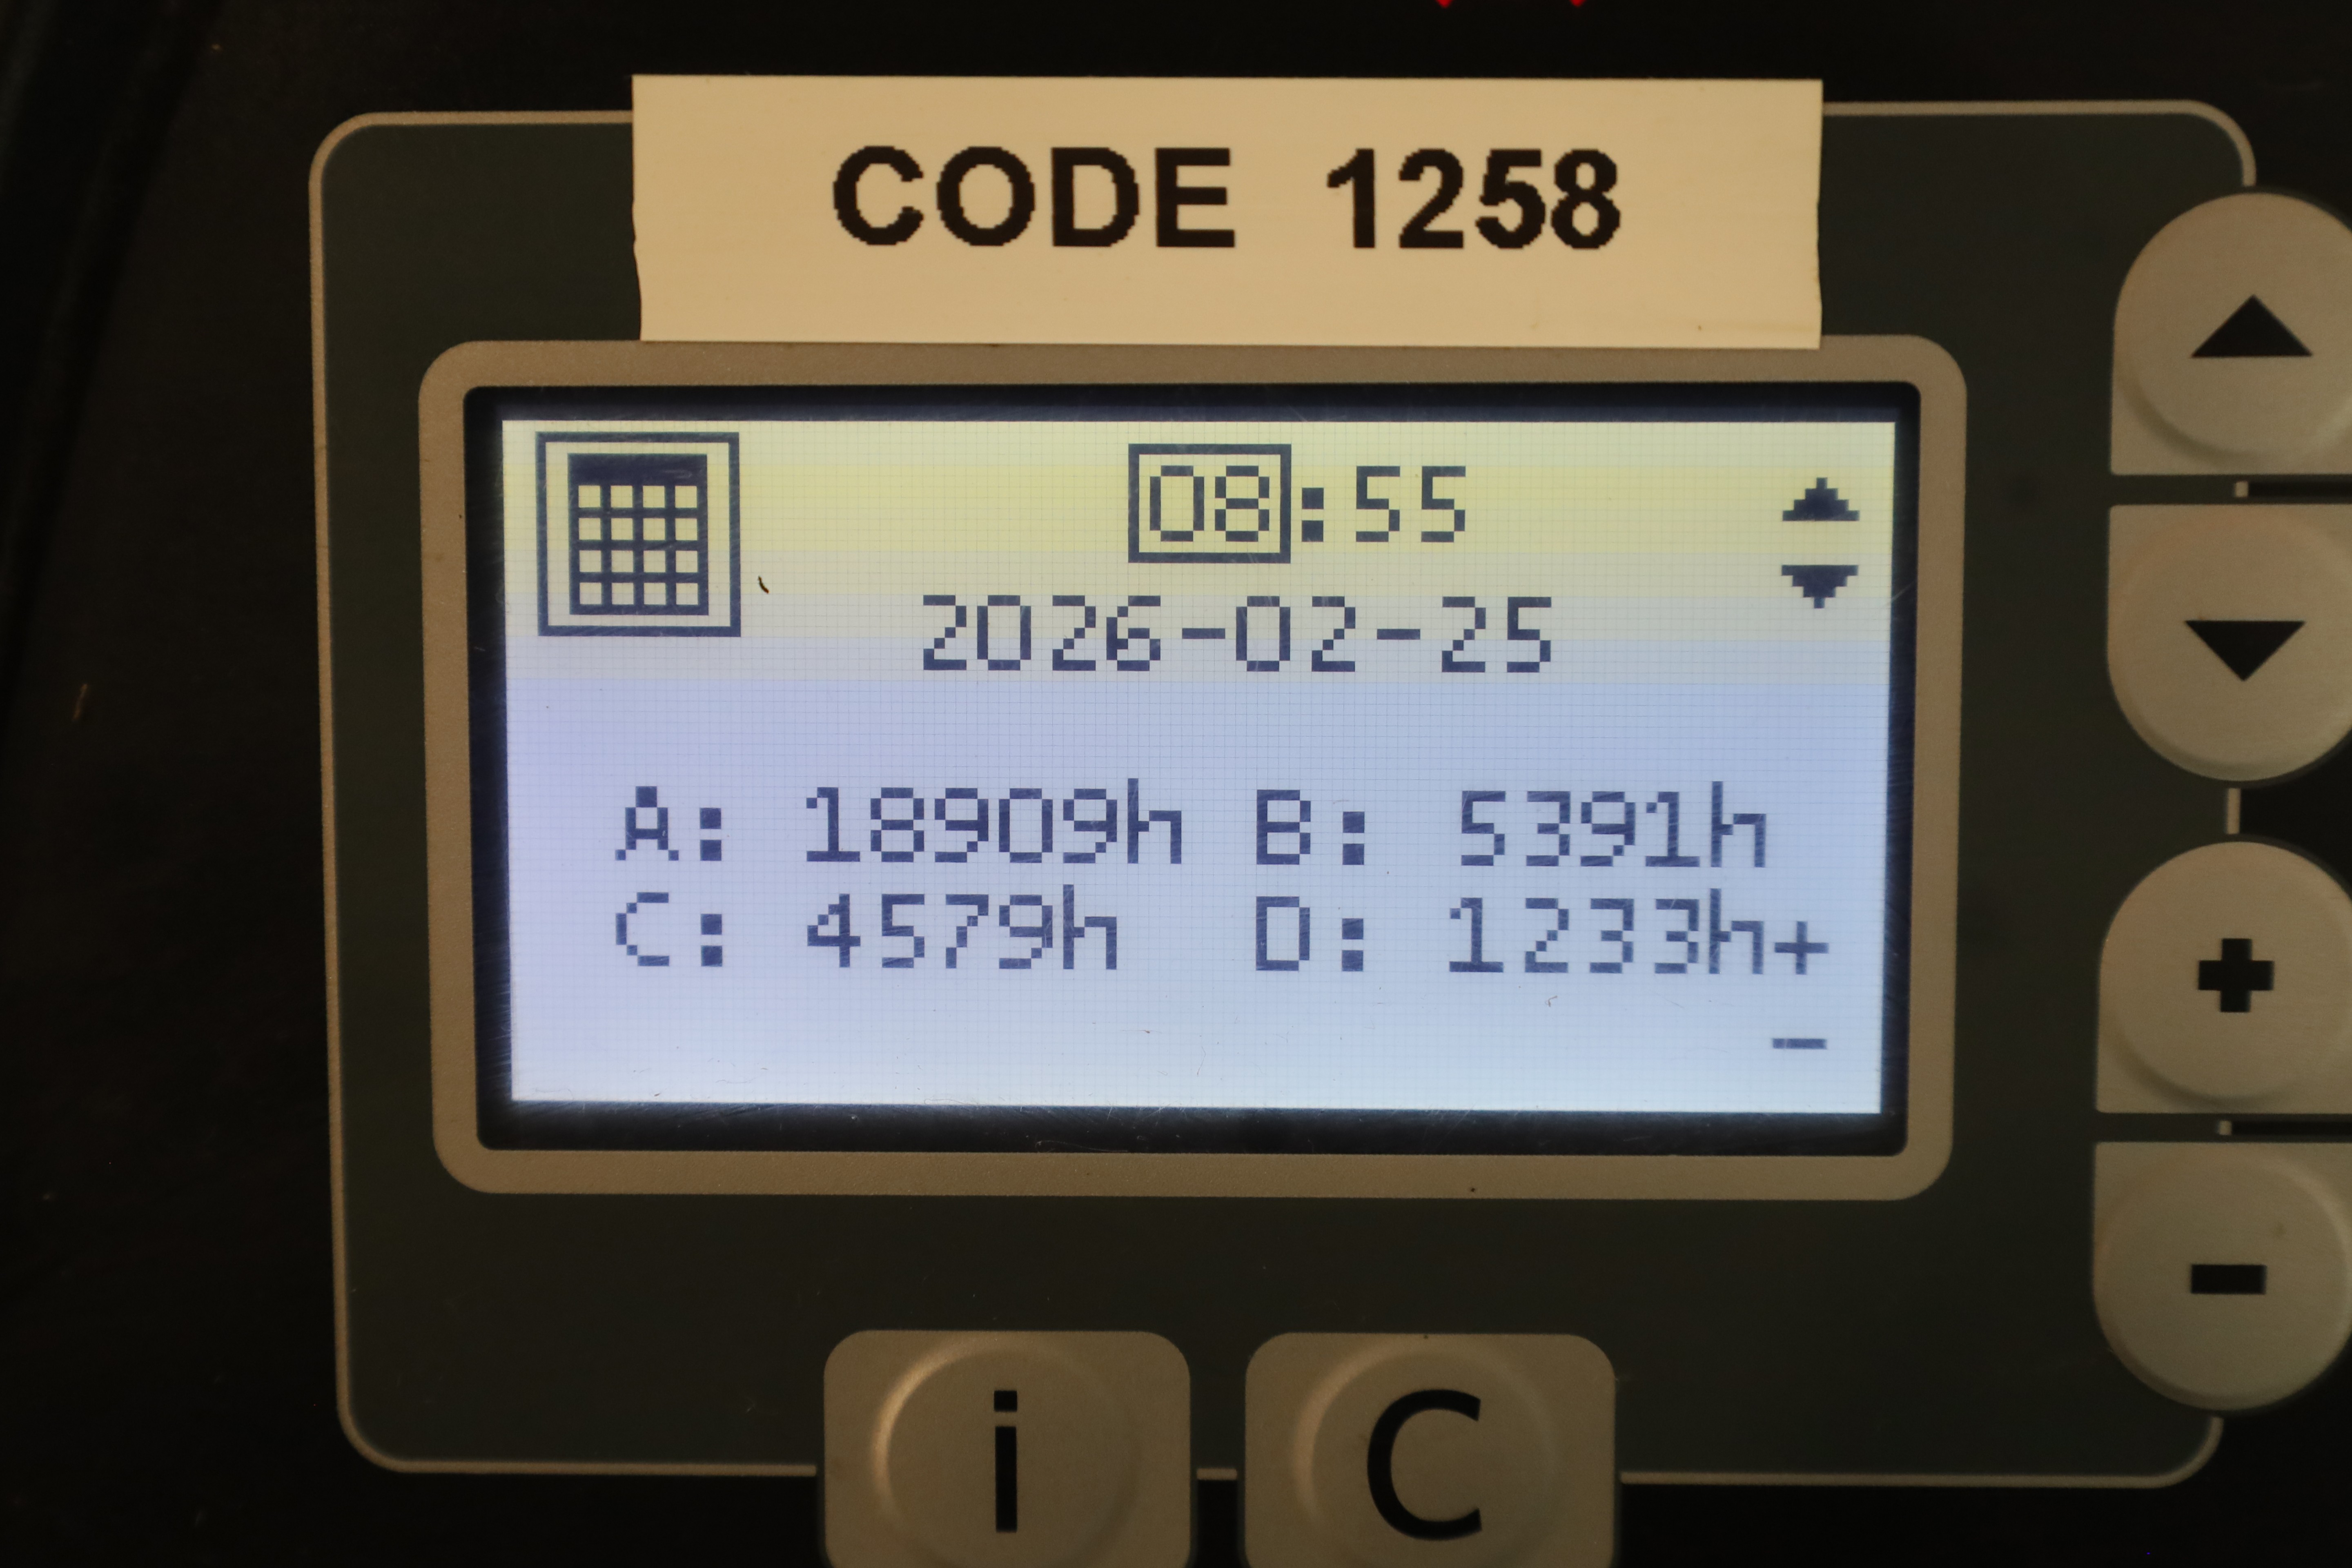 CODE 1258
08:55
2026-02-25
A: 18909h B: 5391h
C: 4579h D: 1233h+
-
i C